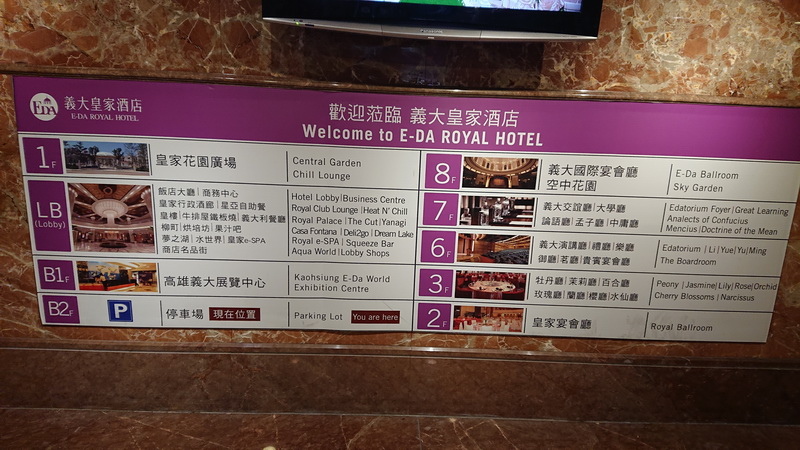 EDA
義大皇家酒店
E-DA ROYAL HOTEL
歡迎蒞臨 義大皇家酒店
Welcome to E-DA ROYAL HOTEL
1F
皇家花園廣場
Central Garden
Chill Lounge
LB
(Lobby)
飯店大廳|商務中心
皇家行政酒廊|星亞自助餐
皇樓|牛排屋鐵板燒|義大利餐廳
柳町|烘培坊|果汁吧
夢之湖|水世界|皇家e-SPA
商店名品街
Hotel Lobby|Business Centre
Royal Club Lounge|Heat N' Chill
Royal Palace|The Cut|Yanagi
Casa Fontana|Deli2go|Dream Lake
Royal e-SPA|Squeeze Bar
Aqua World|Lobby Shops
B1F
高雄義大展覽中心
Kaohsiung E-Da World
Exhibition Centre
B2F
P
停車場 現在位置
Parking Lot You are here
8F
義大國際宴會廳
空中花園
E-Da Ballroom
Sky Garden
7F
義大交誼廳|大學廳
論語廳|孟子廳|中庸廳
Edatorium Foyer|Great Learning
Analects of Confucius
Mencius|Doctrine of the Mean
6F
義大演講廳|禮廳|樂廳
御廳|茗廳|貴賓宴會廳
Edatorium|Li|Yue|Yu|Ming
The Boardroom
3F
牡丹廳|茉莉廳|百合廳
玫瑰廳|蘭廳|櫻廳|水仙廳
Peony|Jasmine|Lily|Rose|Orchid
Cherry Blossoms|Narcissus
2F
皇家宴會廳
Royal Ballroom